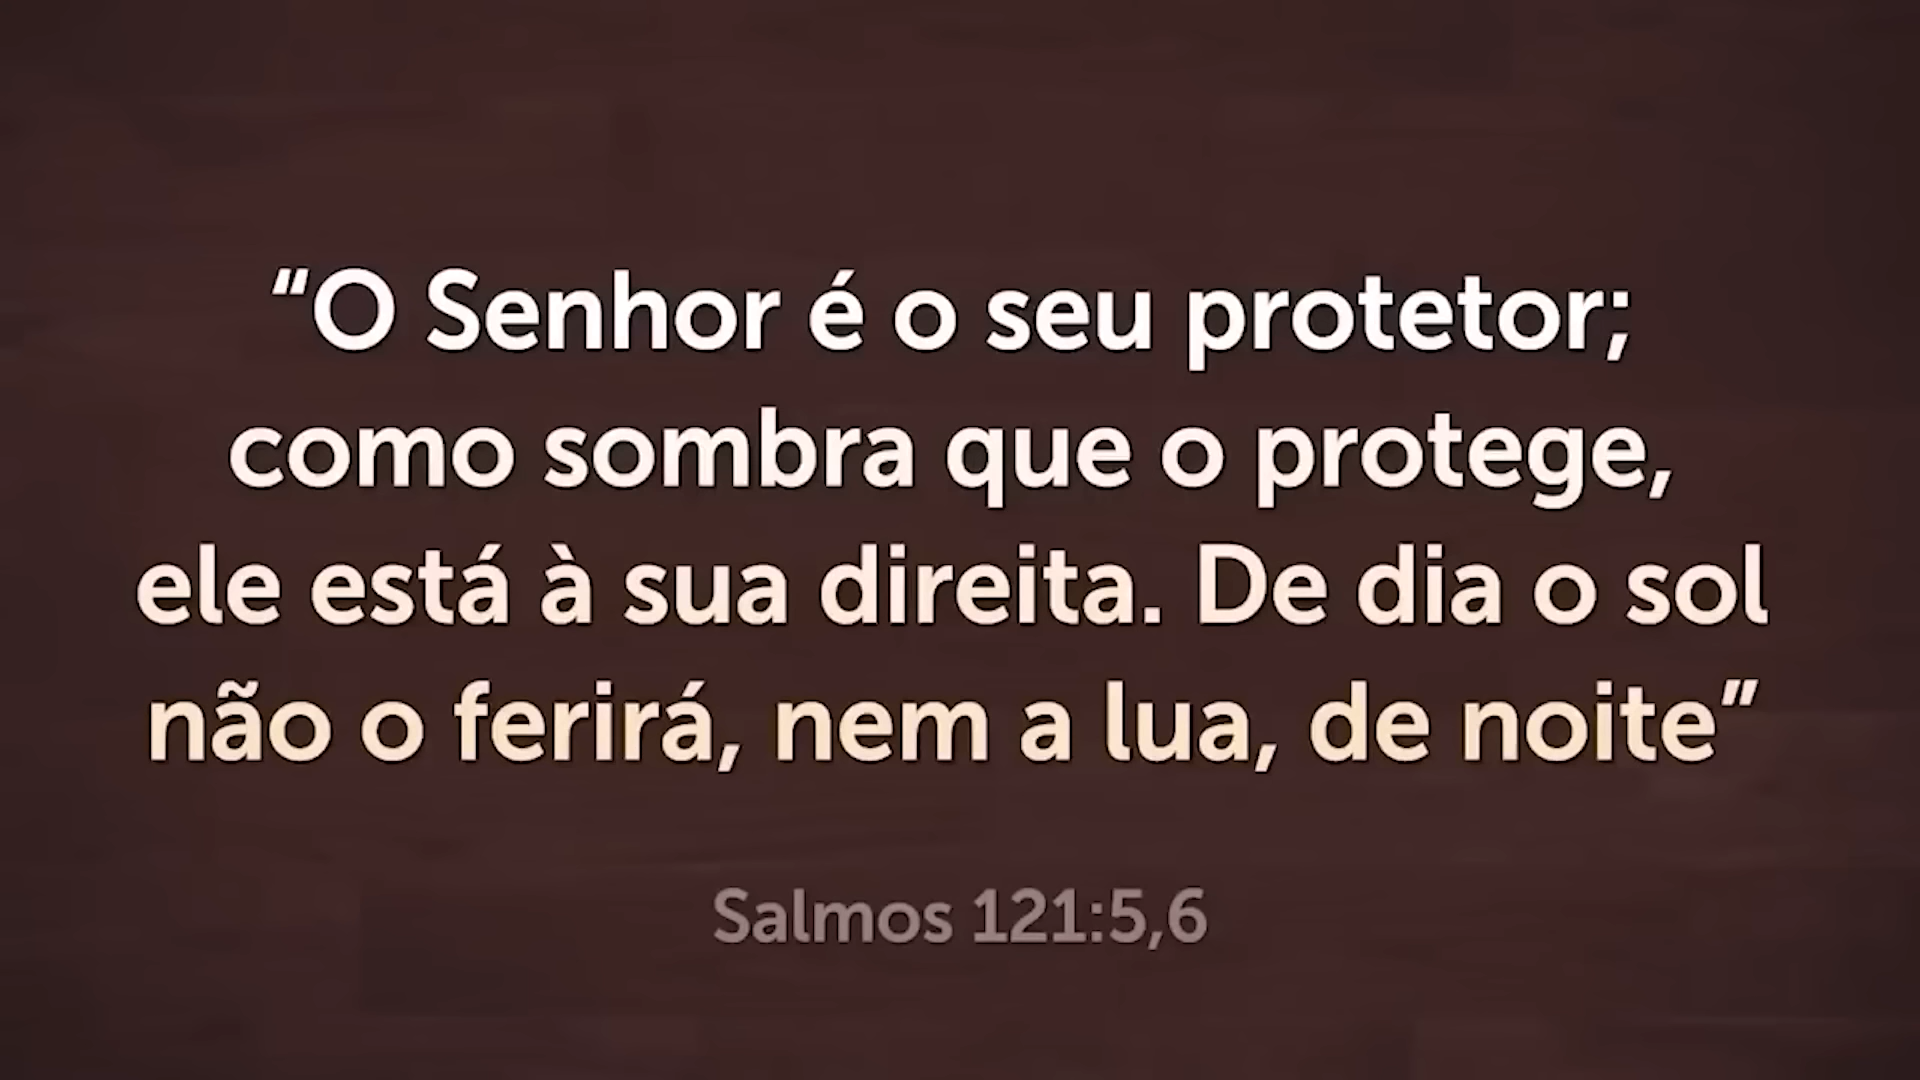 “O Senhor é o seu protetor;
como sombra que o protege,
ele está à sua direita. De dia o sol
não o ferirá, nem a lua, de noite”
Salmos 121:5,6